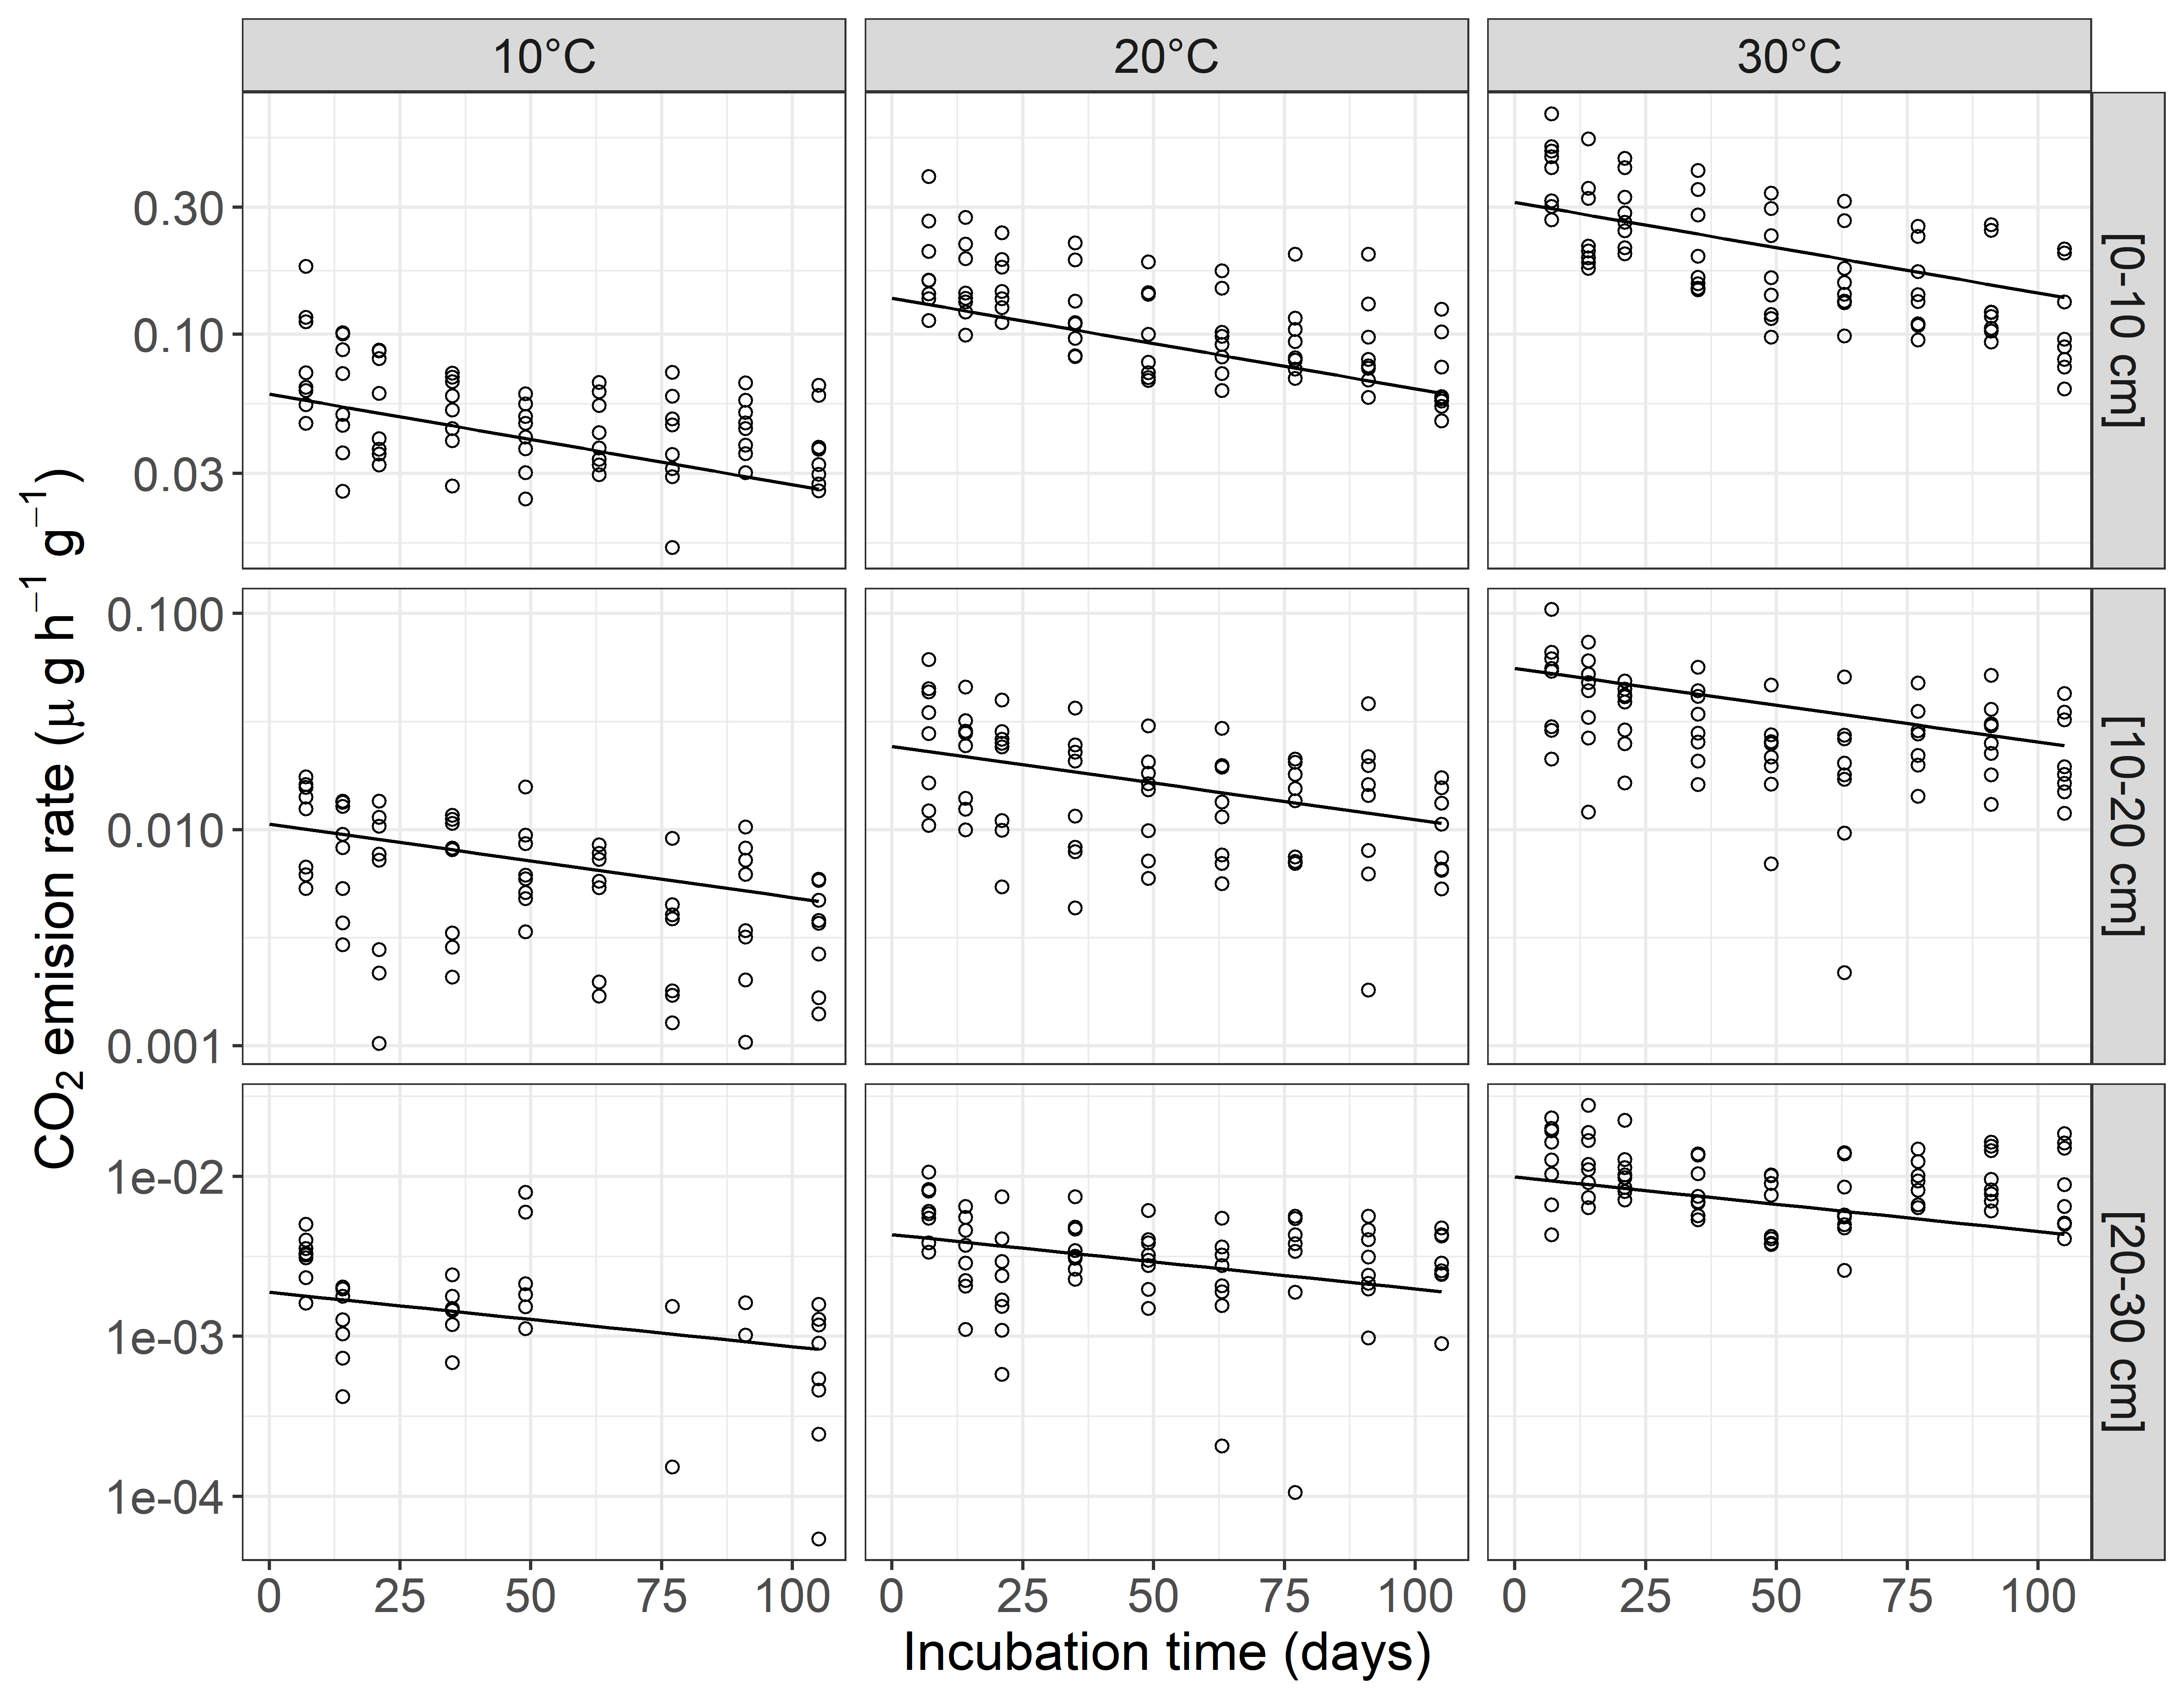 10°C
20°C
30°C
CO₂ emission rate (μ g h⁻¹ g⁻¹)
0.30
0.10
0.03
[0-10 cm]
0.100
0.010
0.001
[10-20 cm]
1e-02
1e-03
1e-04
[20-30 cm]
0 25 50 75 100
0 25 50 75 100
0 25 50 75 100
Incubation time (days)